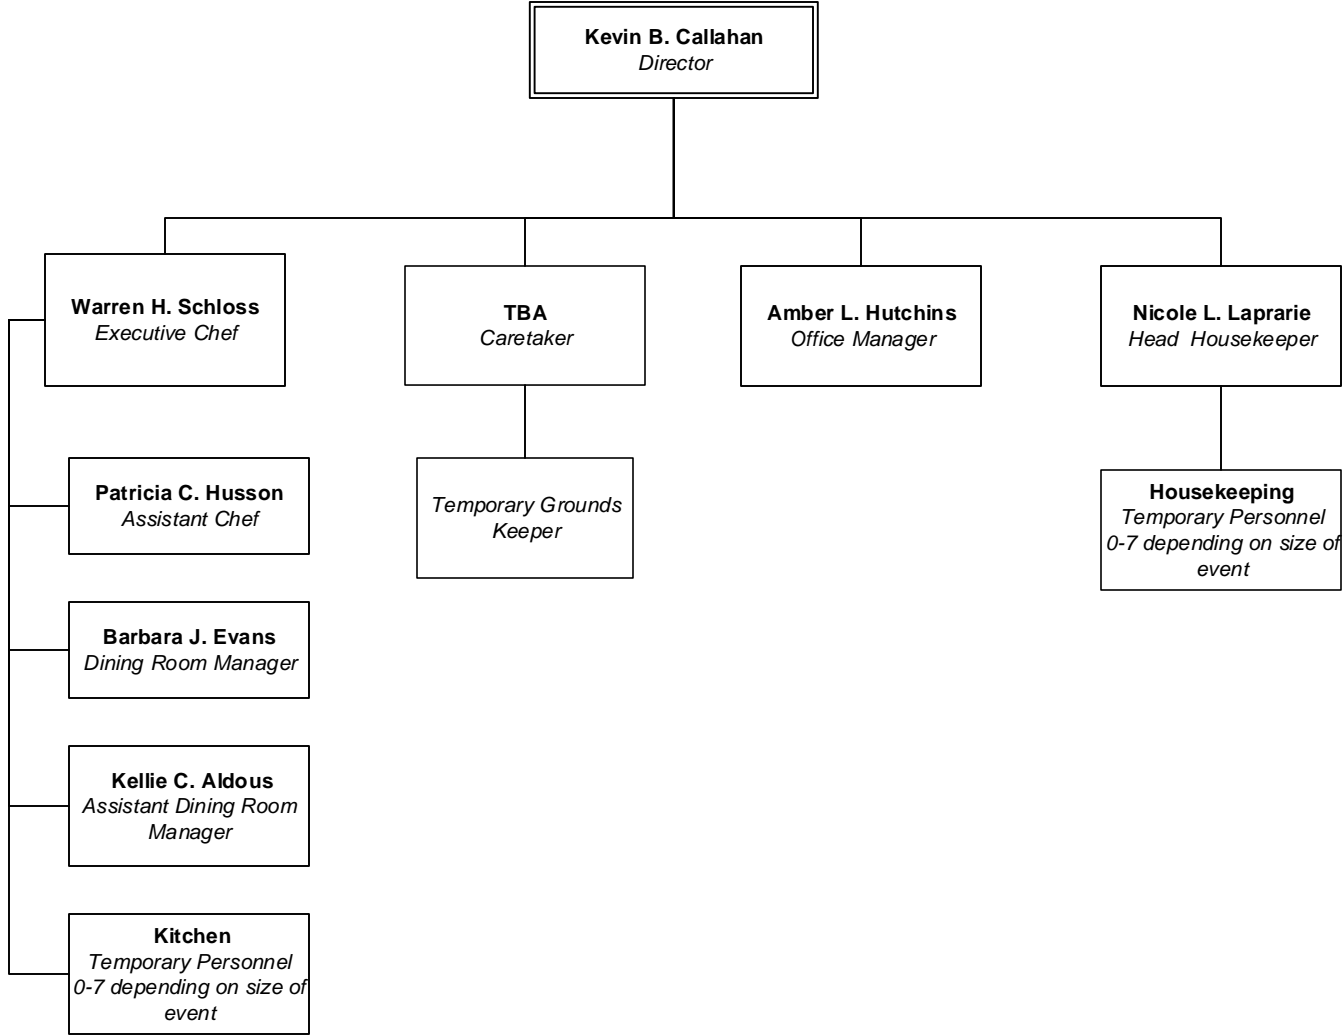 Kevin B. Callahan
Director
Warren H. Schloss
Executive Chef
TBA
Caretaker
Amber L. Hutchins
Office Manager
Nicole L. Laprarie
Head Housekeeper
Patricia C. Husson
Assistant Chef
Temporary Grounds
Keeper
Housekeeping
Temporary Personnel
0-7 depending on size of
event
Barbara J. Evans
Dining Room Manager
Kellie C. Aldous
Assistant Dining Room
Manager
Kitchen
Temporary Personnel
0-7 depending on size of
event